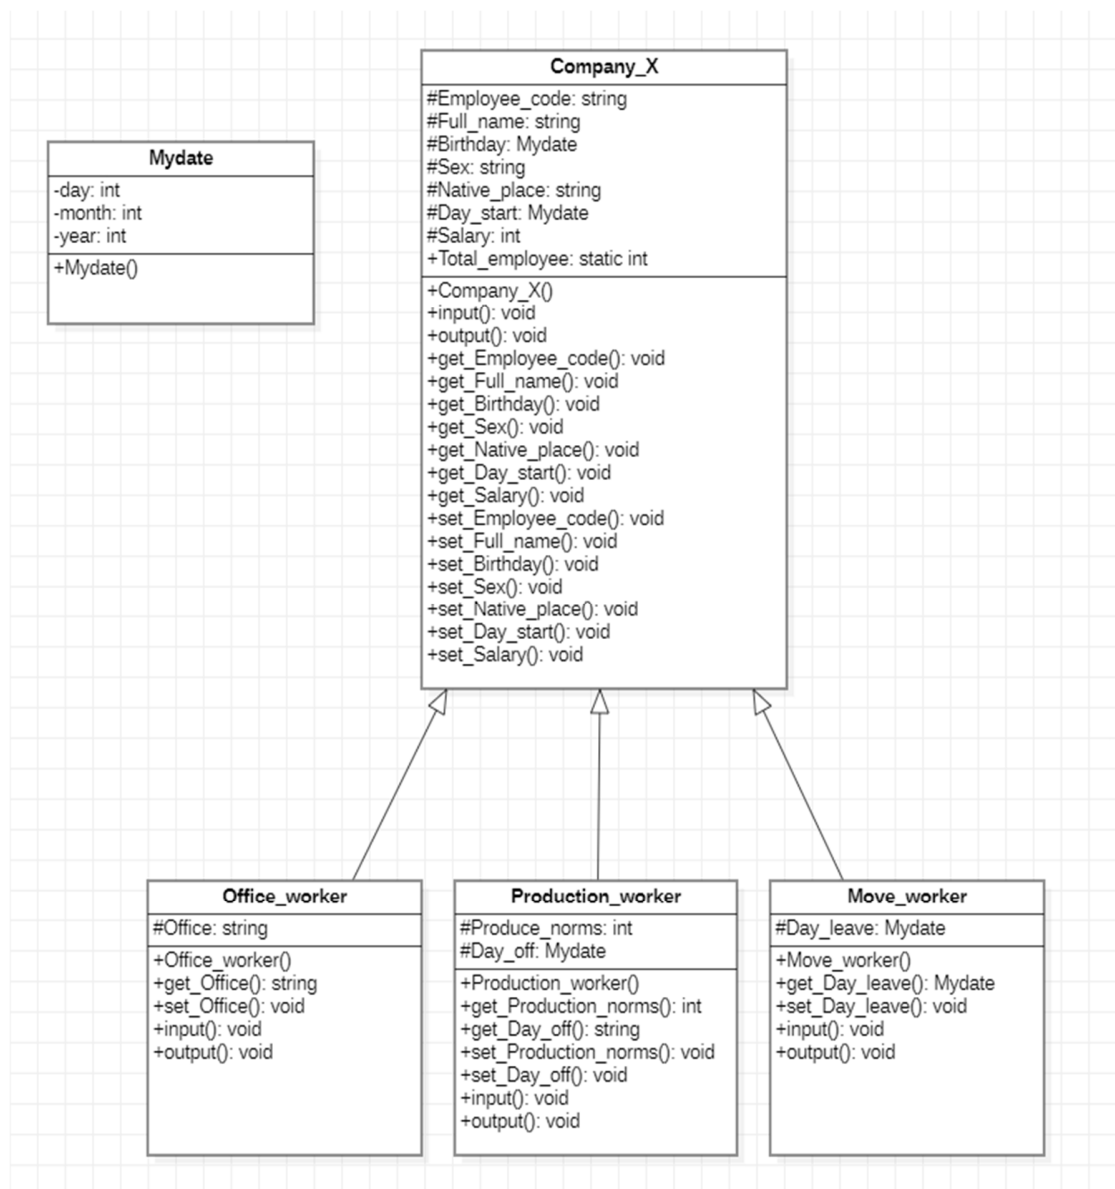 Company_X
#Employee_code: string
#Full_name: string
#Birthday: Mydate
#Sex: string
#Native_place: string
#Day_start: Mydate
#Salary: int
+Total_employee: static int
+Company_X()
+input(): void
+output(): void
+get_Employee_code(): void
+get_Full_name(): void
+get_Birthday(): void
+get_Sex(): void
+get_Native_place(): void
+get_Day_start(): void
+get_Salary(): void
+set_Employee_code(): void
+set_Full_name(): void
+set_Birthday(): void
+set_Sex(): void
+set_Native_place(): void
+set_Day_start(): void
+set_Salary(): void
Mydate
-day: int
-month: int
-year: int
+Mydate()
Office_worker
#Office: string
+Office_worker()
+get_Office(): string
+set_Office(): void
+input(): void
+output(): void
Production_worker
#Produce_norms: int
#Day_off: Mydate
+Production_worker()
+get_Production_norms(): int
+get_Day_off(): string
+set_Production_norms(): void
+set_Day_off(): void
+input(): void
+output(): void
Move_worker
#Day_leave: Mydate
+Move_worker()
+get_Day_leave(): Mydate
+set_Day_leave(): void
+input(): void
+output(): void